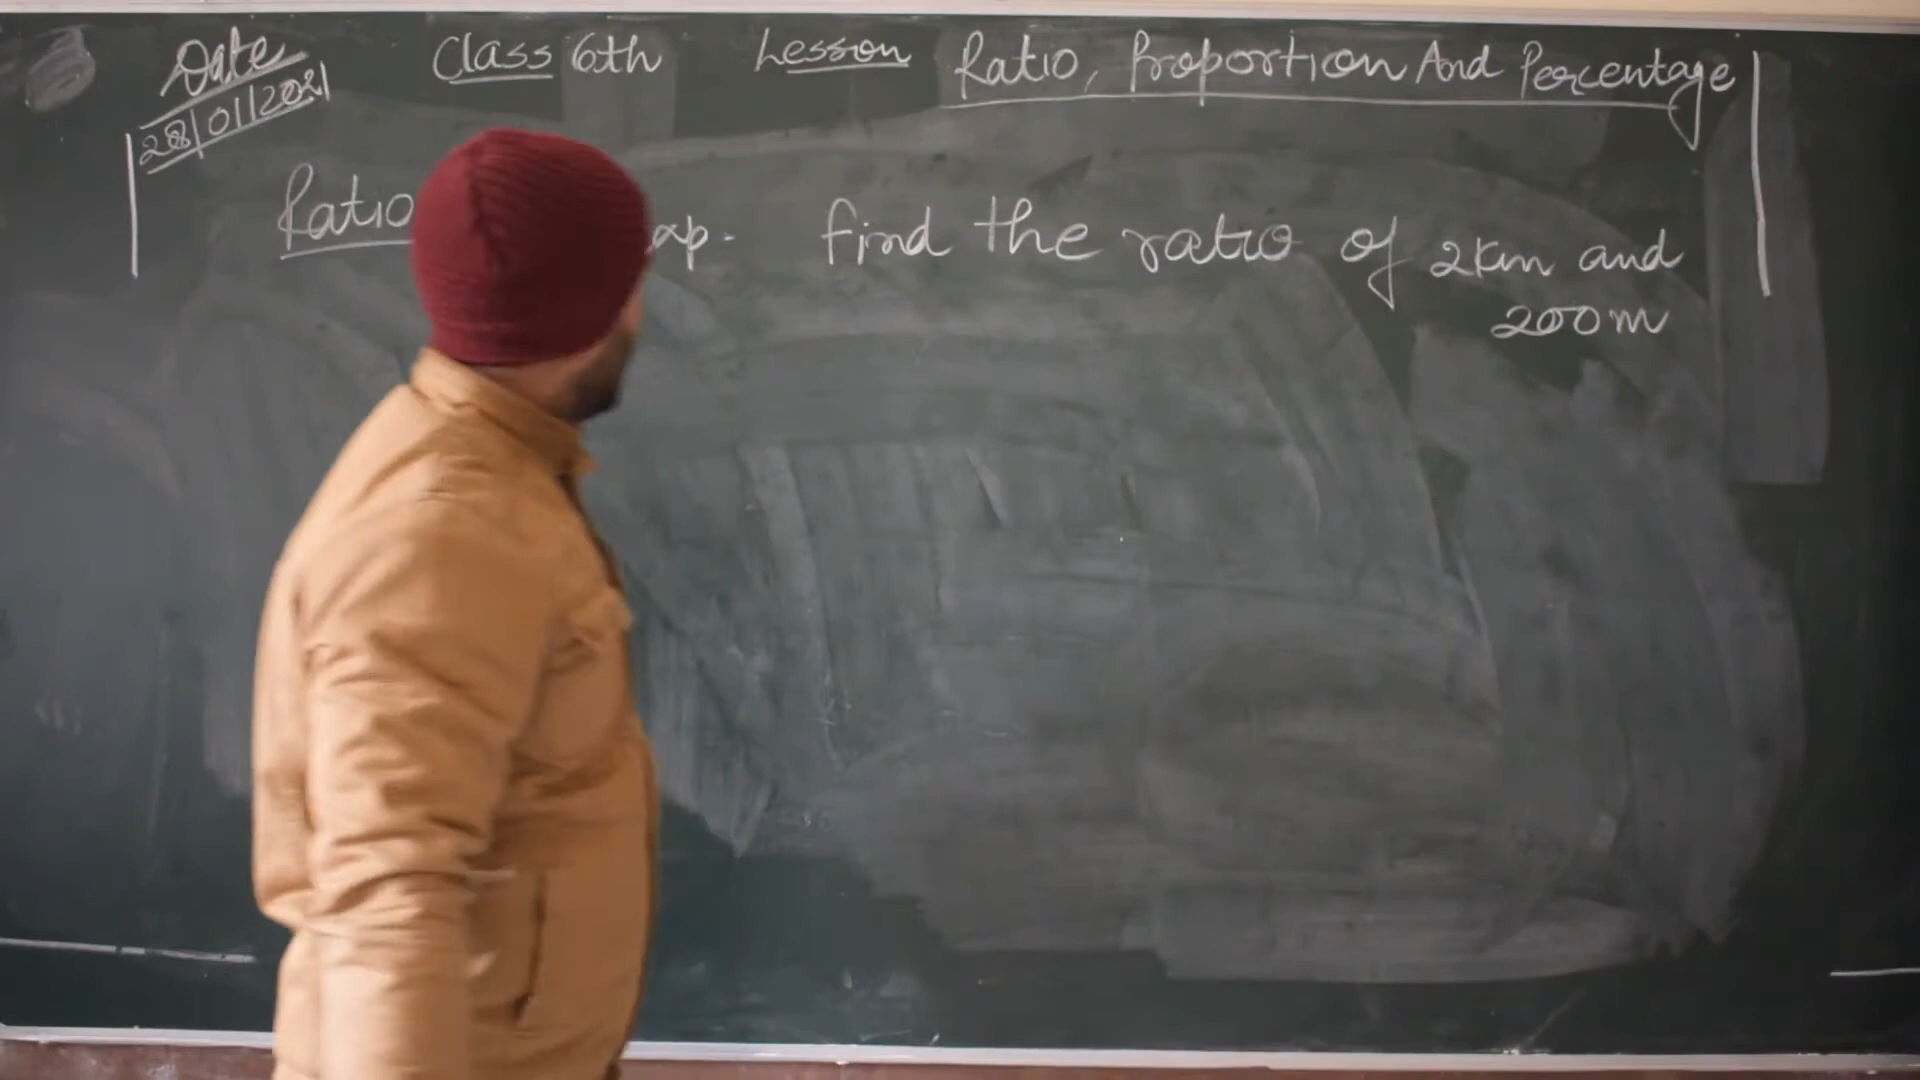 Date Class 6th Lesson Ratio, Proportion And Percentage
28/01/2021
Ratio find the ratio of 2km and
200m